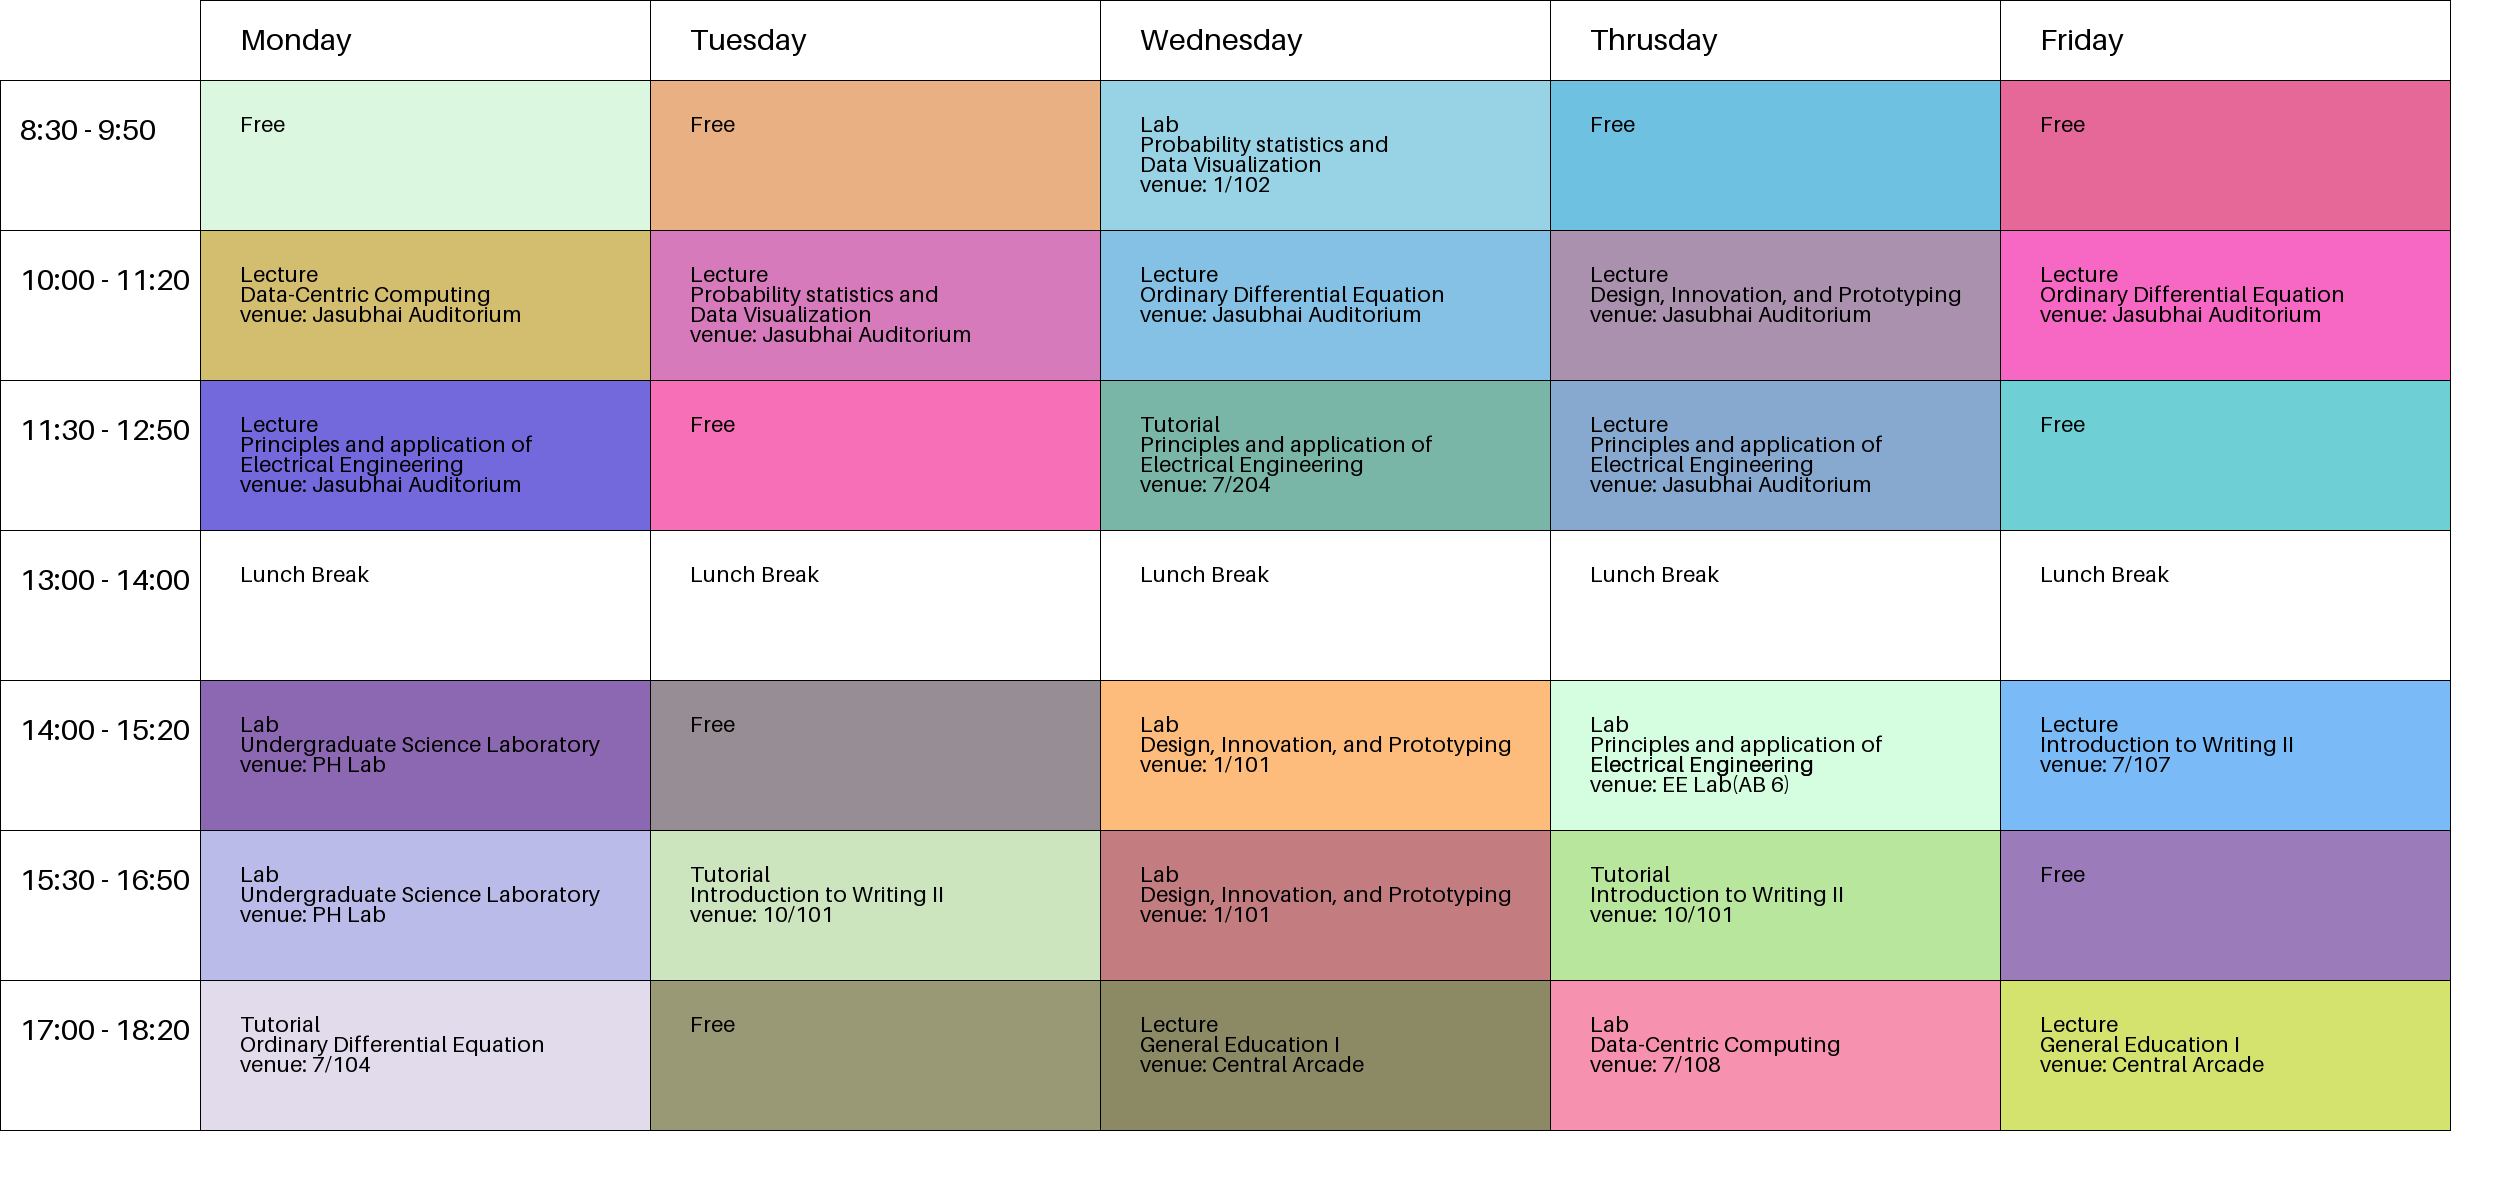 Monday Tuesday Wednesday Thrusday Friday
8:30 - 9:50
Free
Free
Lab
Probability statistics and
Data Visualization
venue: 1/102
Free
Free
10:00 - 11:20
Lecture
Data-Centric Computing
venue: Jasubhai Auditorium
Lecture
Probability statistics and
Data Visualization
venue: Jasubhai Auditorium
Lecture
Ordinary Differential Equation
venue: Jasubhai Auditorium
Lecture
Design, Innovation, and Prototyping
venue: Jasubhai Auditorium
Lecture
Ordinary Differential Equation
venue: Jasubhai Auditorium
11:30 - 12:50
Lecture
Principles and application of
Electrical Engineering
venue: Jasubhai Auditorium
Free
Tutorial
Principles and application of
Electrical Engineering
venue: 7/204
Lecture
Principles and application of
Electrical Engineering
venue: Jasubhai Auditorium
Free
13:00 - 14:00
Lunch Break
Lunch Break
Lunch Break
Lunch Break
Lunch Break
14:00 - 15:20
Lab
Undergraduate Science Laboratory
venue: PH Lab
Free
Lab
Design, Innovation, and Prototyping
venue: 1/101
Lab
Principles and application of
Electrical Engineering
venue: EE Lab(AB 6)
Lecture
Introduction to Writing II
venue: 7/107
15:30 - 16:50
Lab
Undergraduate Science Laboratory
venue: PH Lab
Tutorial
Introduction to Writing II
venue: 10/101
Lab
Design, Innovation, and Prototyping
venue: 1/101
Tutorial
Introduction to Writing II
venue: 10/101
Free
17:00 - 18:20
Tutorial
Ordinary Differential Equation
venue: 7/104
Free
Lecture
General Education I
venue: Central Arcade
Lab
Data-Centric Computing
venue: 7/108
Lecture
General Education I
venue: Central Arcade